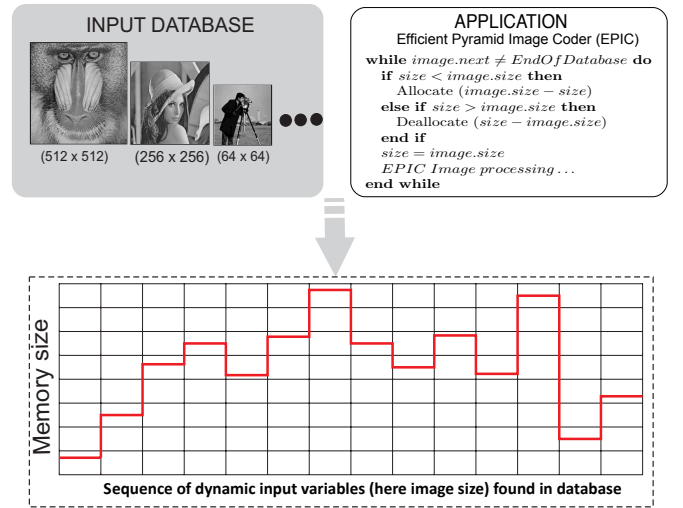 INPUT DATABASE
(512 x 512)
(256 x 256)
(64 x 64)
APPLICATION
Efficient Pyramid Image Coder (EPIC)
while image.next ≠ EndOfDatabase do
if size < image.size then
Allocate (image.size − size)
else if size > image.size then
Deallocate (size − image.size)
end if
size = image.size
EPIC Image processing . . .
end while
Memory size
Sequence of dynamic input variables (here image size) found in database